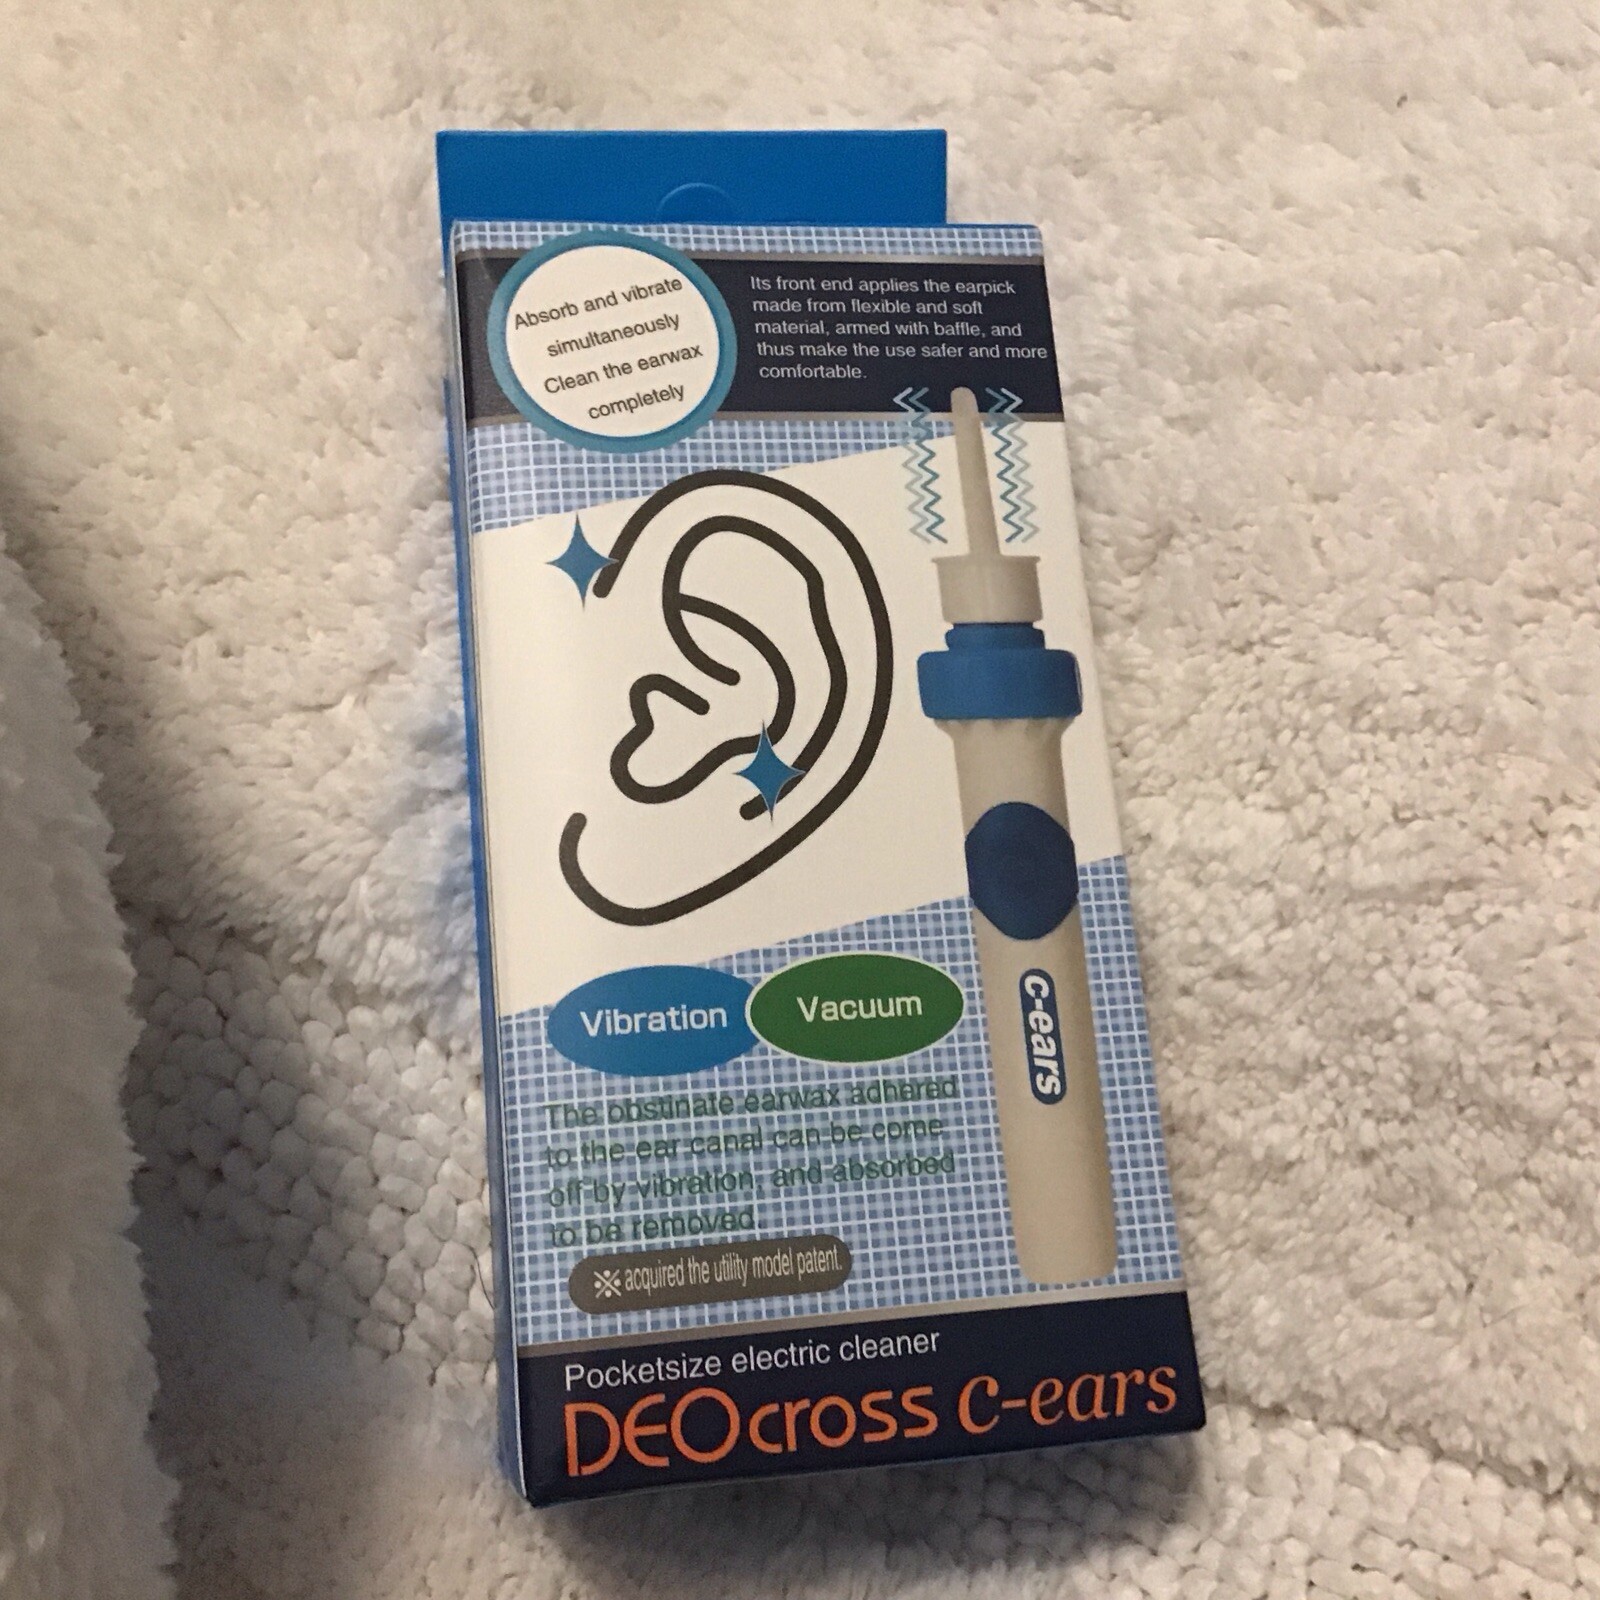 Absorb and vibrate
simultaneously
Clean the earwax
completely
Its front end applies the earpick
made from flexible and soft
material, armed with baffle, and
thus make the use safer and more
comfortable.
Vibration
Vacuum
c-ears
The obstinate earwax adhered
to the ear canal can be come
off by vibration, and absorbed
to be removed.
※ acquired the utility model patent.
Pocketsize electric cleaner
DEOcross c-ears